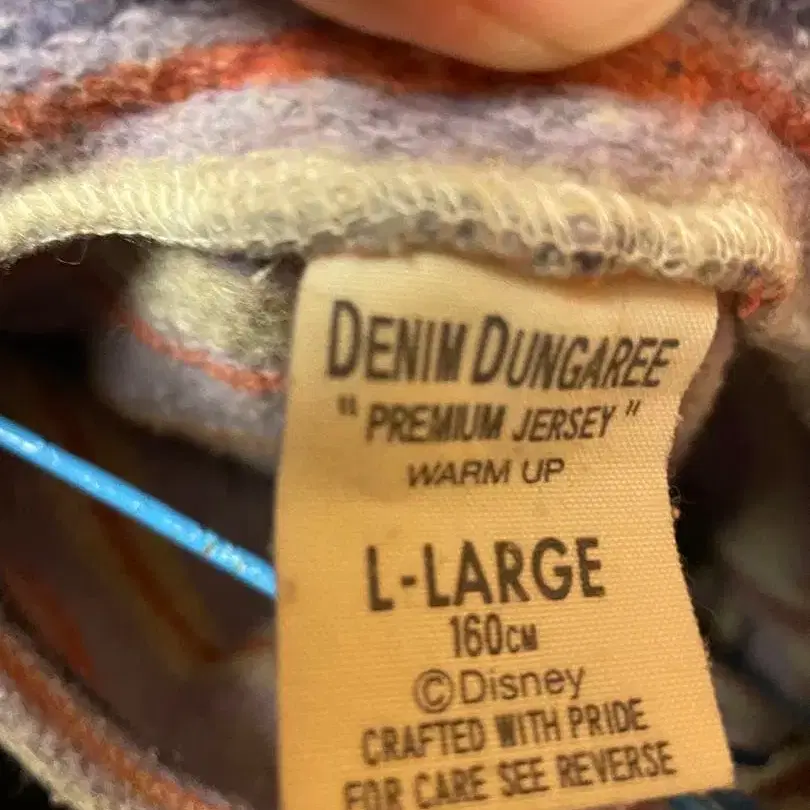 DENIM DUNGAREE
"PREMIUM JERSEY"
WARM UP
L-LARGE
160CM
©Disney
CRAFTED WITH PRIDE
FOR CARE SEE REVERSE